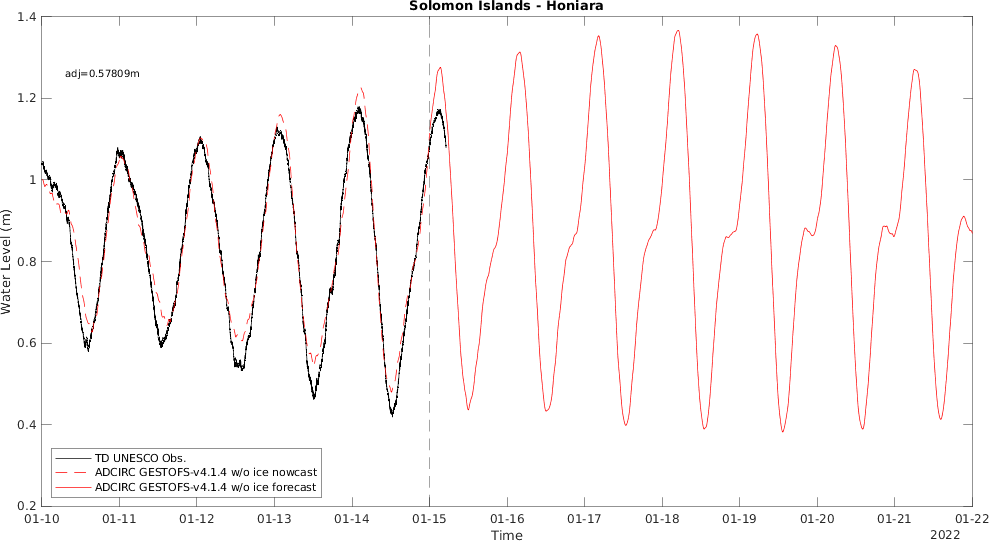 Solomon Islands - Honiara
adj=0.57809m
1.4
1.2
1
0.8
0.6
0.4
0.2
Water Level (m)
TD UNESCO Obs.
ADCIRC GESTOFS-v4.1.4 w/o ice nowcast
ADCIRC GESTOFS-v4.1.4 w/o ice forecast
01-10 01-11 01-12 01-13 01-14 01-15 01-16 01-17 01-18 01-19 01-20 01-21 01-22
Time
2022